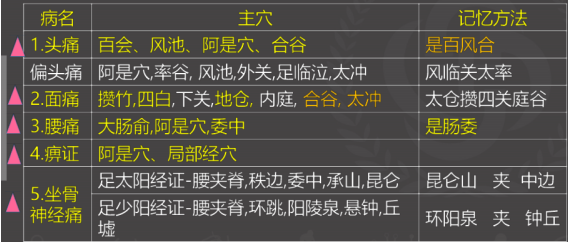 病名 主穴 记忆方法
1.头痛 百会、风池、阿是穴、合谷 是百风合
偏头痛 阿是穴,率谷, 风池,外关,足临泣,太冲 风临关太率
2.面痛 攒竹,四白,下关,地仓, 内庭, 合谷, 太冲 太仓攒四关庭谷
3.腰痛 大肠俞,阿是穴,委中 是肠委
4.痹证 阿是穴、局部经穴
5.坐骨神经痛 足太阳经证-腰夹脊,秩边,委中,承山,昆仑 昆仑山 夹 中边
足少阳经证-腰夹脊,环跳,阳陵泉,悬钟,丘墟 环阳泉 夹 钟丘